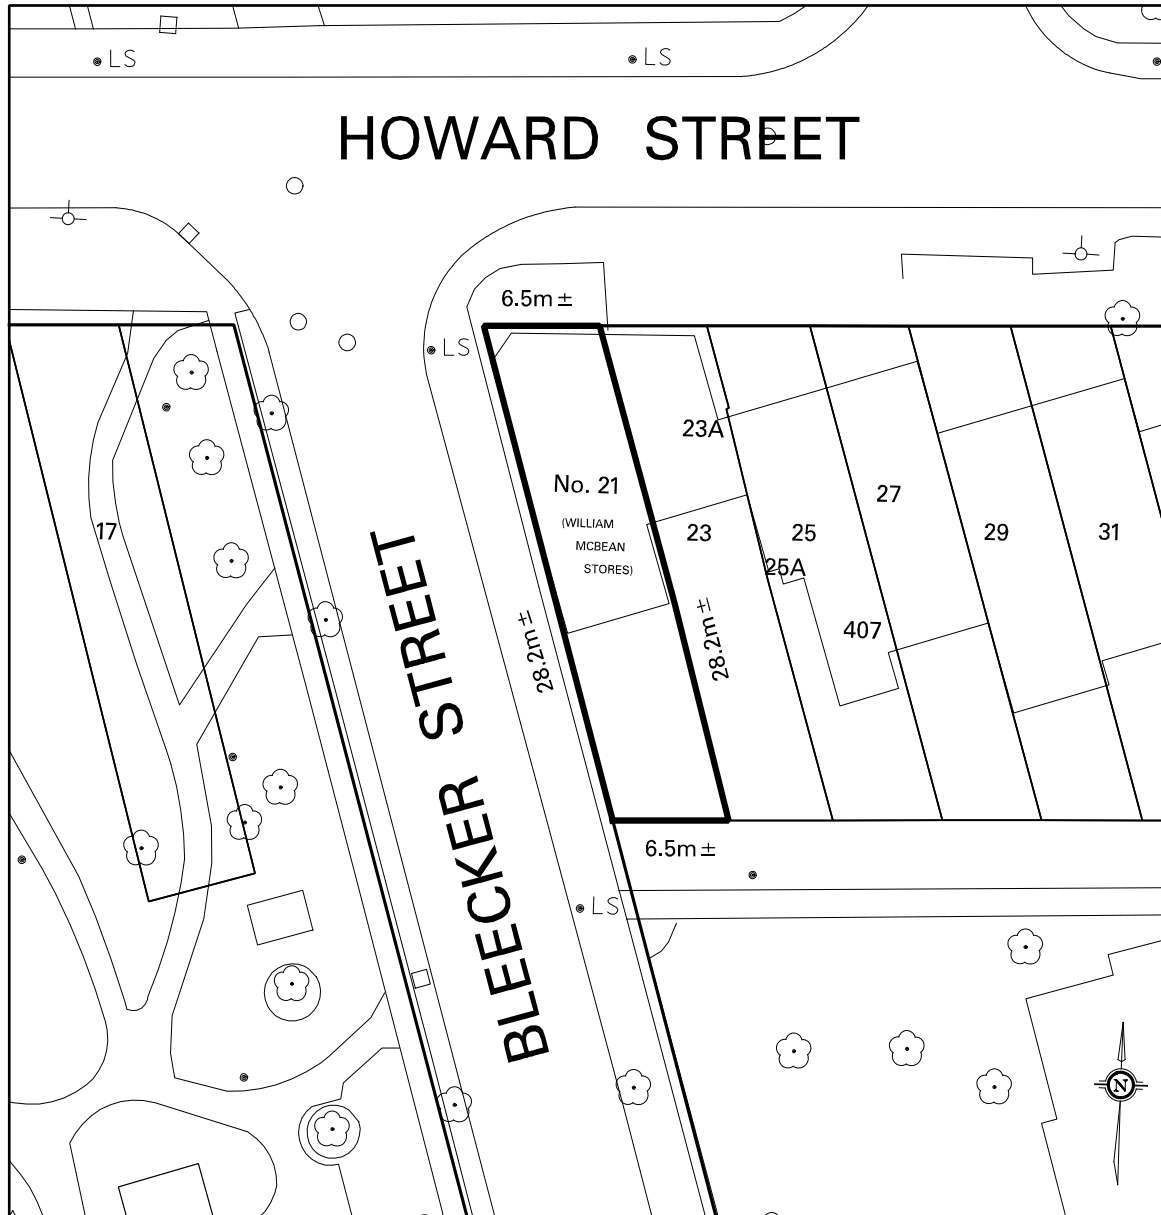 LS
LS
HOWARD STREET
6.5m ±
LS
23A
No. 21
(WILLIAM
MCBEAN
STORES)
27
17
23
25
29
31
25A
407
28.2m ±
28.2m ±
BLEECKER STREET
6.5m ±
LS
N